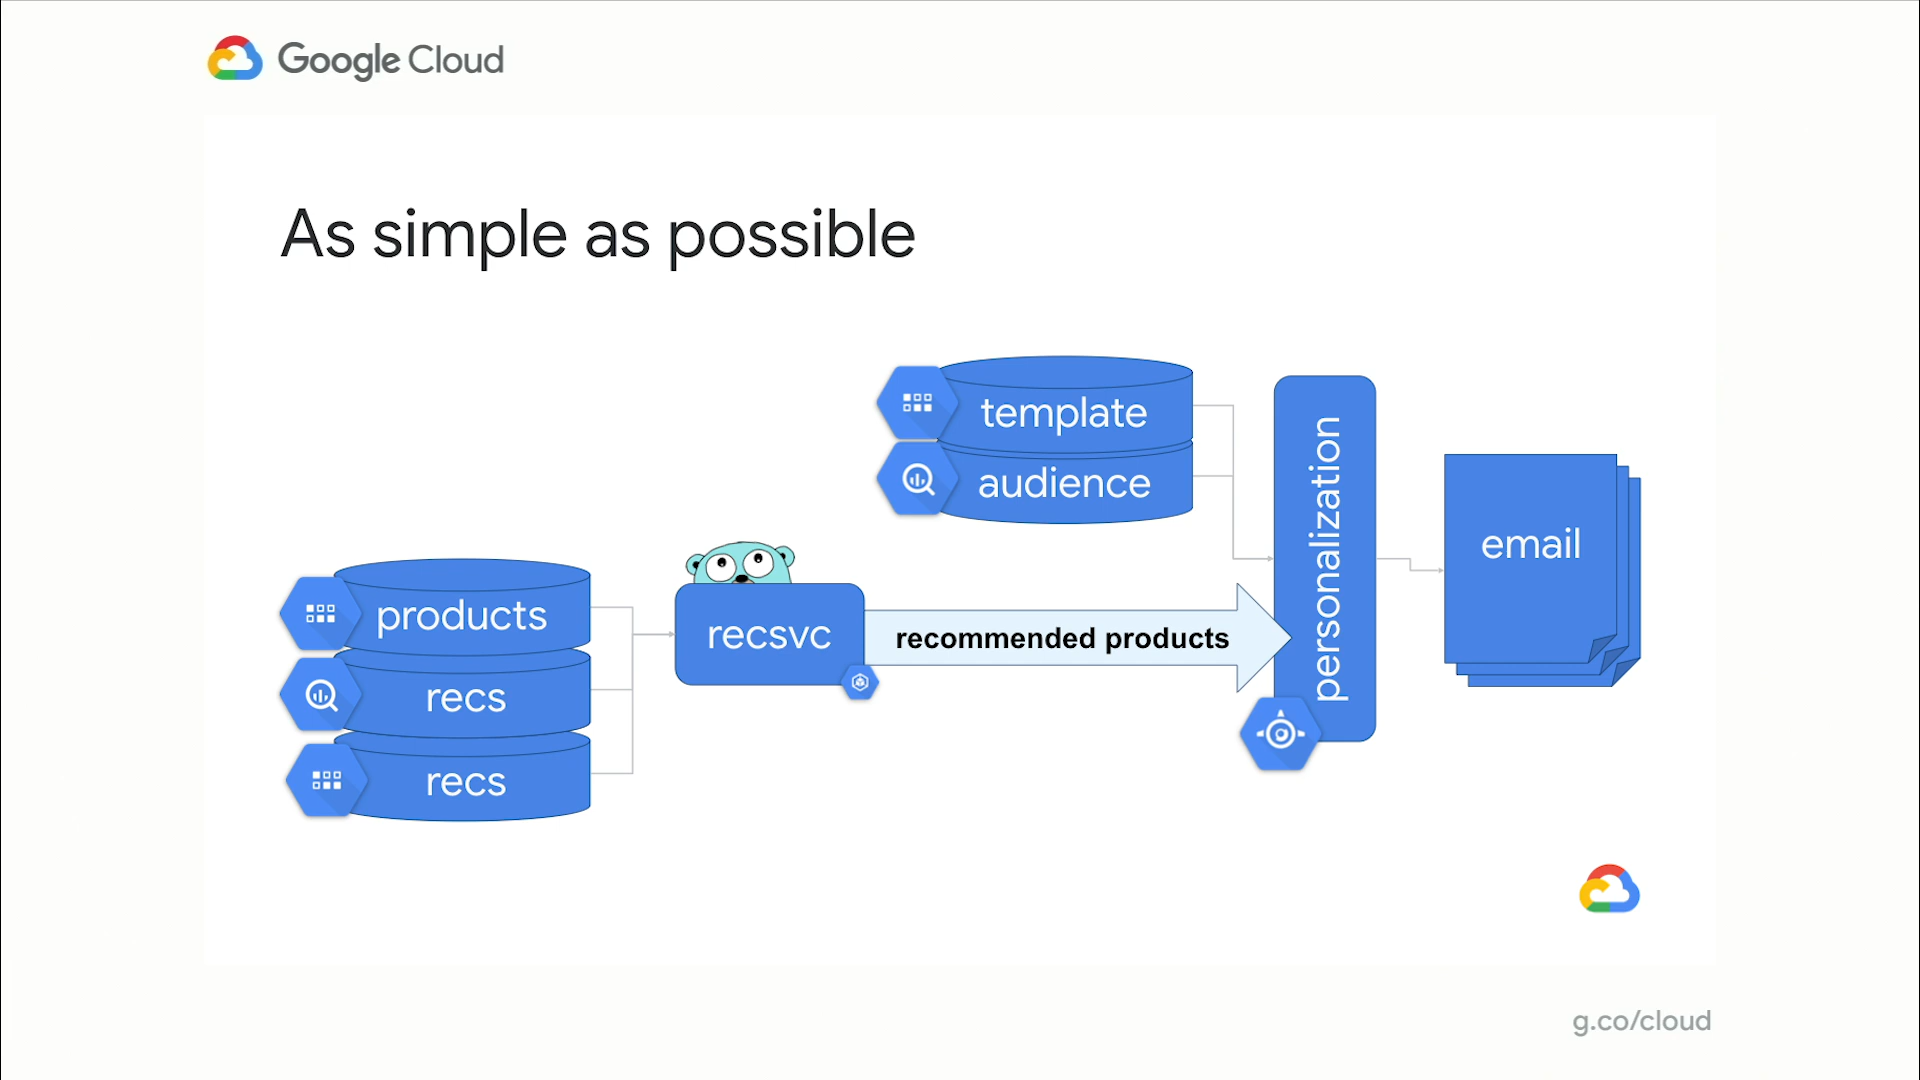 Google Cloud
As simple as possible
template
audience
personalization
email
products
recs
recs
recsvc
recommended products
g.co/cloud